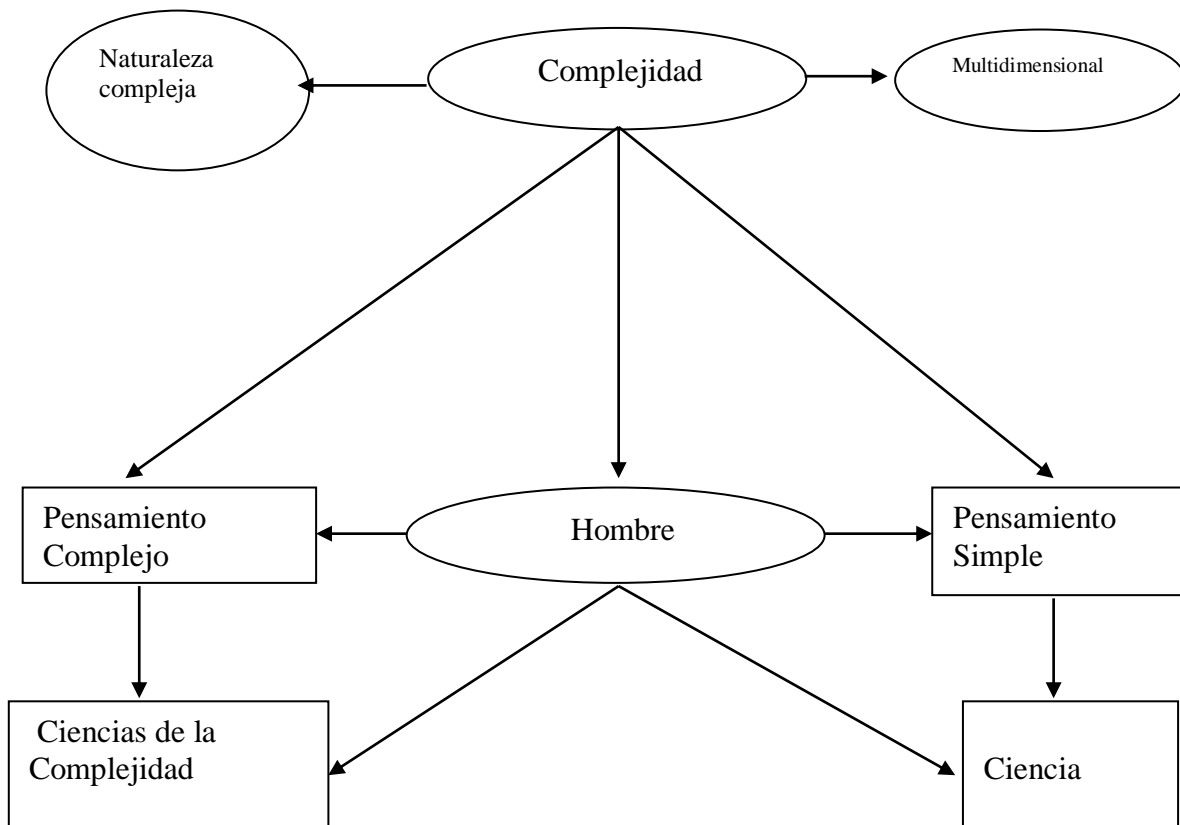 Naturaleza
compleja
Complejidad
Multidimensional
Pensamiento
Complejo
Hombre
Pensamiento
Simple
Ciencias de la
Complejidad
Ciencia